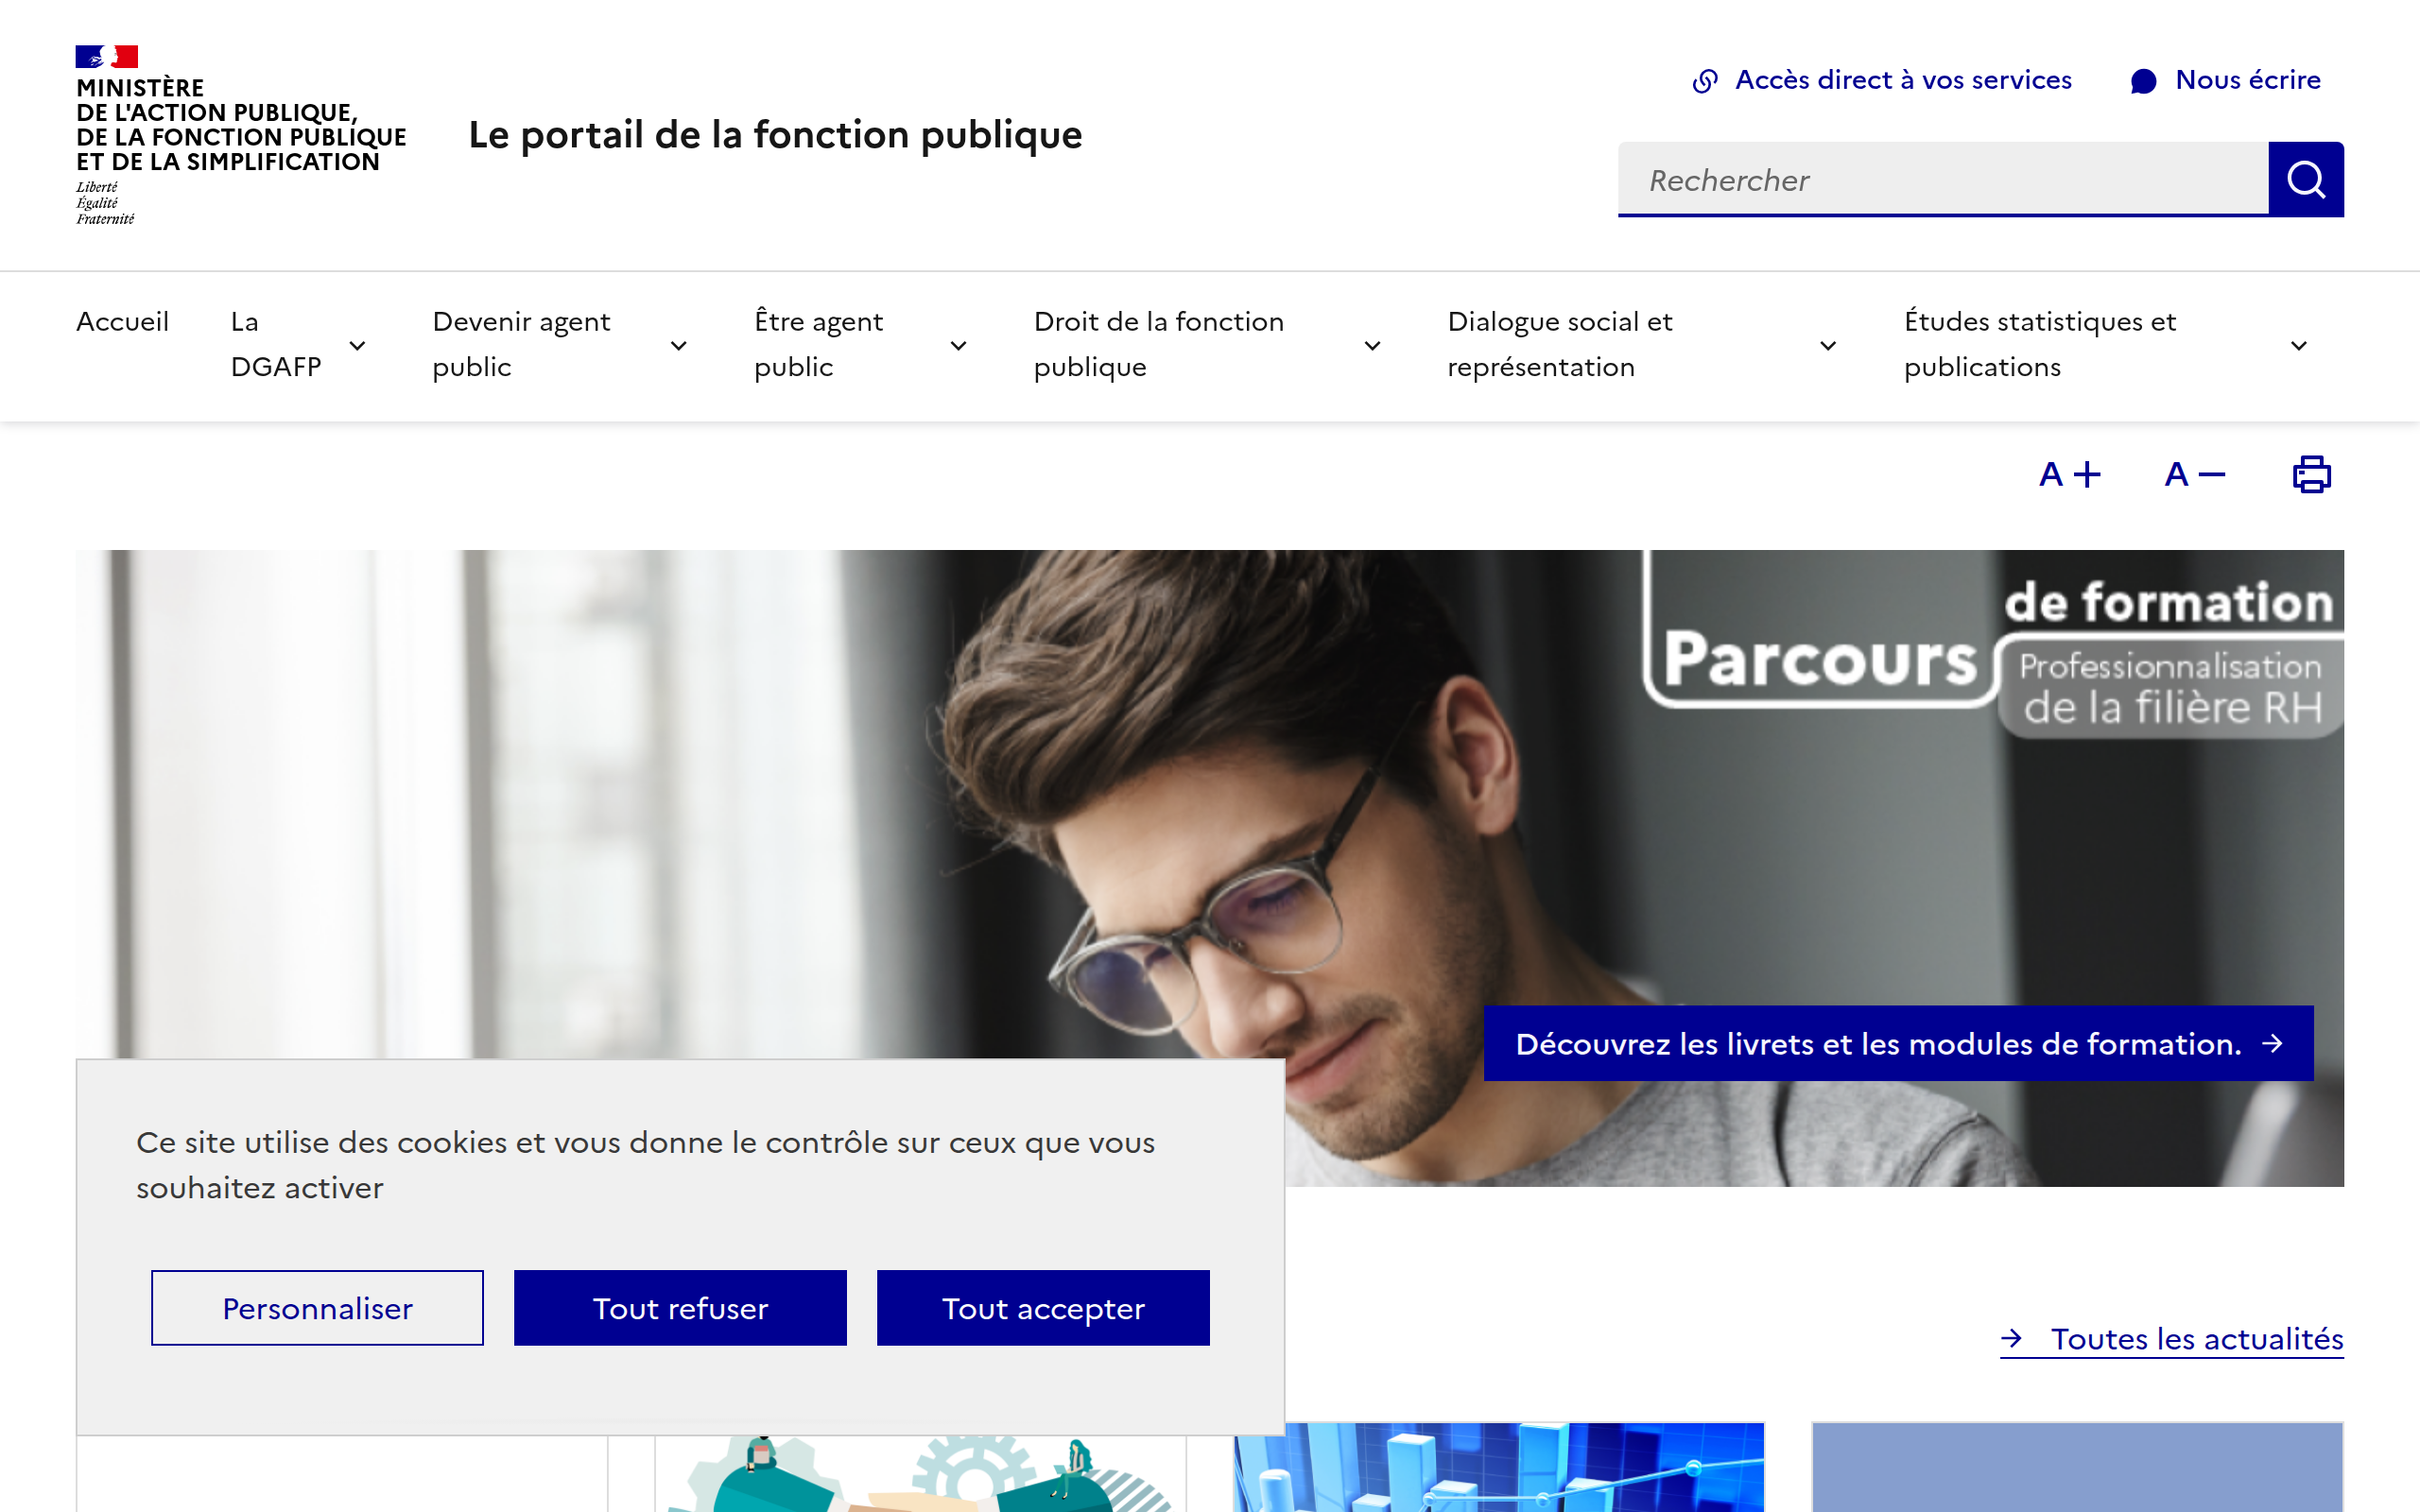 MINISTÈRE
DE L'ACTION PUBLIQUE,
DE LA FONCTION PUBLIQUE
ET DE LA SIMPLIFICATION
Liberté
Égalité
Fraternité
Le portail de la fonction publique
Accès direct à vos services
Nous écrire
Rechercher
Accueil
La
DGAFP
Devenir agent
public
Être agent
public
Droit de la fonction
publique
Dialogue social et
représentation
Études statistiques et
publications
A +
A −
Parcours
de formation
Professionnalisation
de la filière RH
Découvrez les livrets et les modules de formation.
Ce site utilise des cookies et vous donne le contrôle sur ceux que vous
souhaitez activer
Personnaliser
Tout refuser
Tout accepter
Toutes les actualités